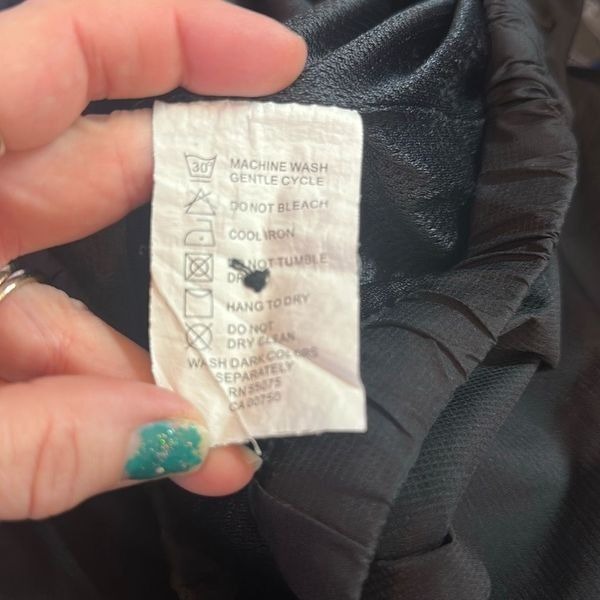 30°
MACHINE WASH
GENTLE CYCLE
DO NOT BLEACH
COOL IRON
NOT TUMBLE
HANG TO DRY
DO NOT
DRY CLEAN
WASH DARK COLORS
SEPARATELY
RN 55075
CA 00750